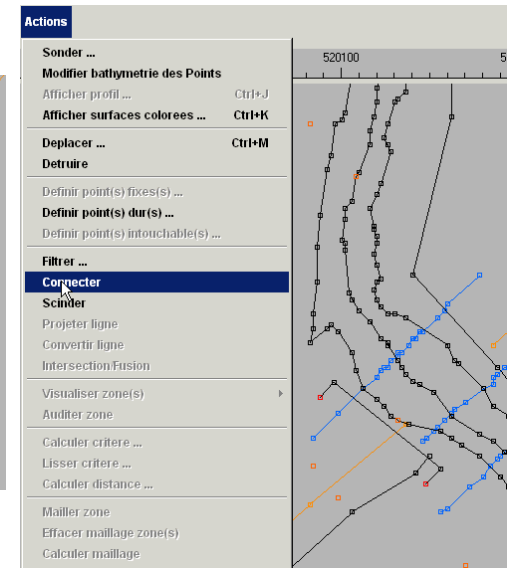 Actions
Sonder ...
Modifier bathymetrie des Points
Afficher profil ... Ctrl+J
Afficher surfaces colorees ... Ctrl+K
Deplacer ... Ctrl+M
Detruire
Definir point(s) fixes(s) ...
Definir point(s) dur(s) ...
Definir point(s) intouchable(s) ...
Filtrer ...
Connecter
Scinder
Projeter ligne
Convertir ligne
Intersection/Fusion
Visualiser zone(s)
Auditer zone
Calculer critere ...
Lisser critere ...
Calculer distance ...
Mailler zone
Effacer maillage zone(s)
Calculer maillage
520100 5